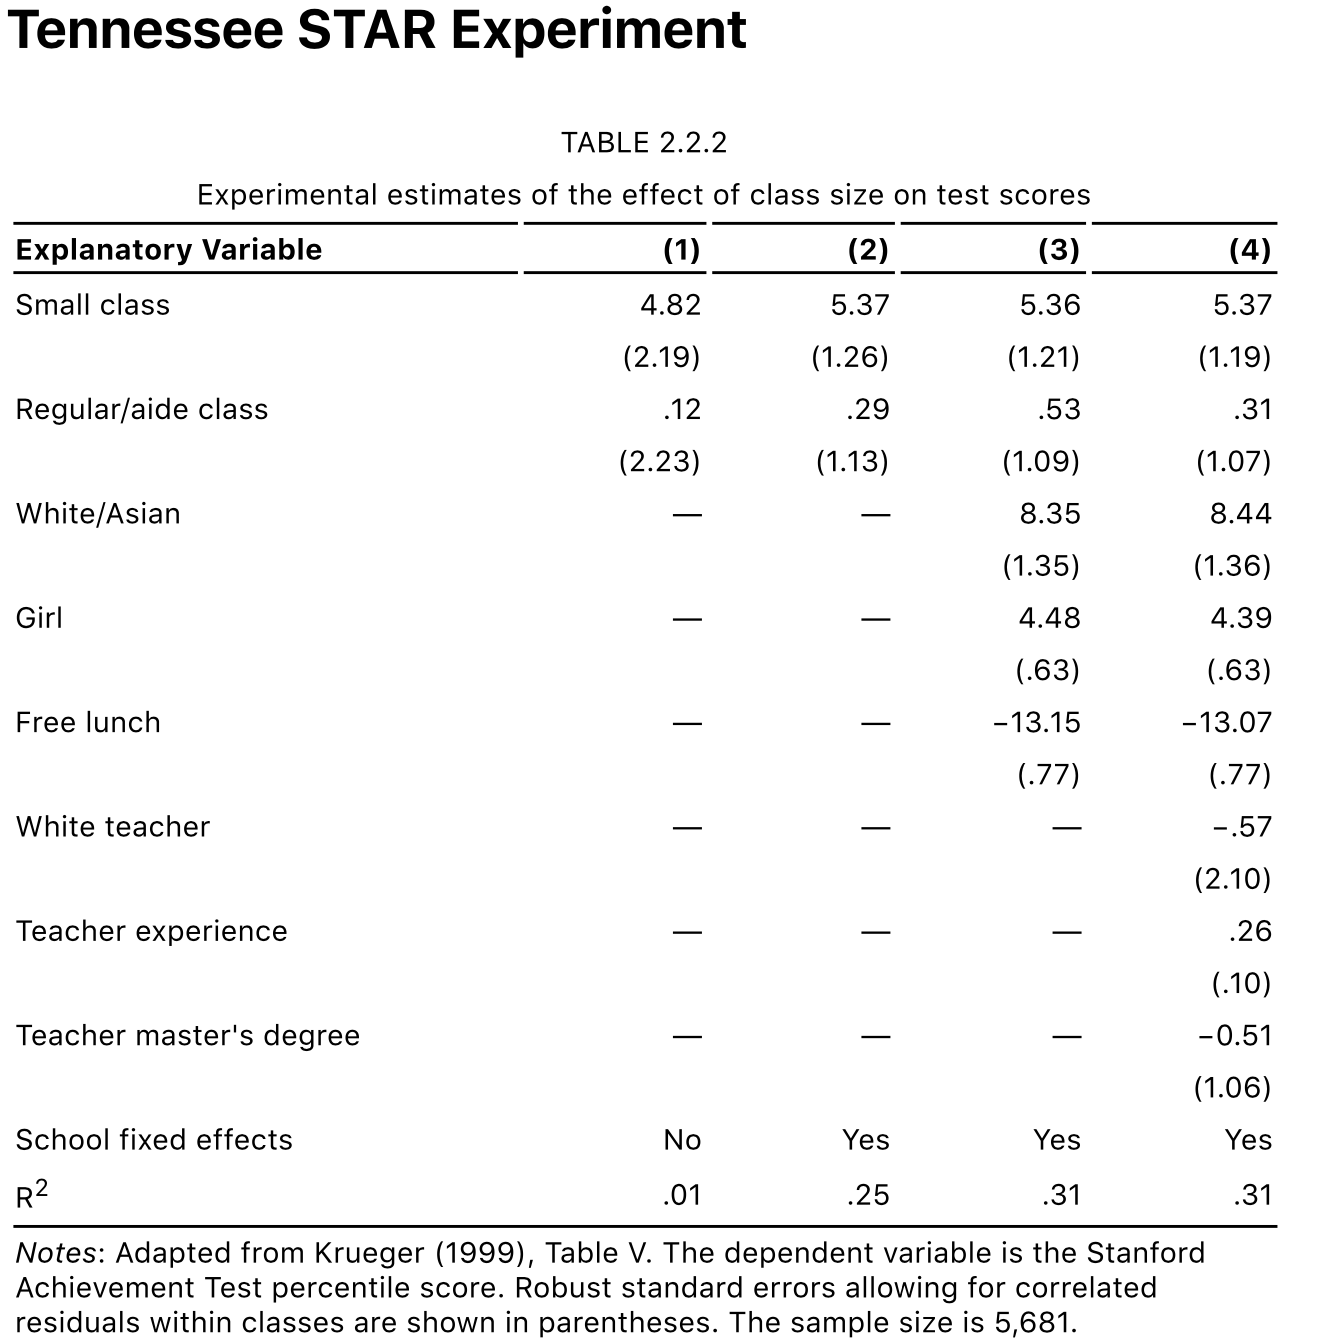 Tennessee STAR Experiment
TABLE 2.2.2
Experimental estimates of the effect of class size on test scores
Explanatory Variable (1) (2) (3) (4)
Small class 4.82 5.37 5.36 5.37
(2.19) (1.26) (1.21) (1.19)
Regular/aide class .12 .29 .53 .31
(2.23) (1.13) (1.09) (1.07)
White/Asian — — 8.35 8.44
(1.35) (1.36)
Girl — — 4.48 4.39
(.63) (.63)
Free lunch — — −13.15 −13.07
(.77) (.77)
White teacher — — — −.57
(2.10)
Teacher experience — — — .26
(.10)
Teacher master's degree — — — −0.51
(1.06)
School fixed effects No Yes Yes Yes
R² .01 .25 .31 .31
Notes: Adapted from Krueger (1999), Table V. The dependent variable is the Stanford
Achievement Test percentile score. Robust standard errors allowing for correlated
residuals within classes are shown in parentheses. The sample size is 5,681.